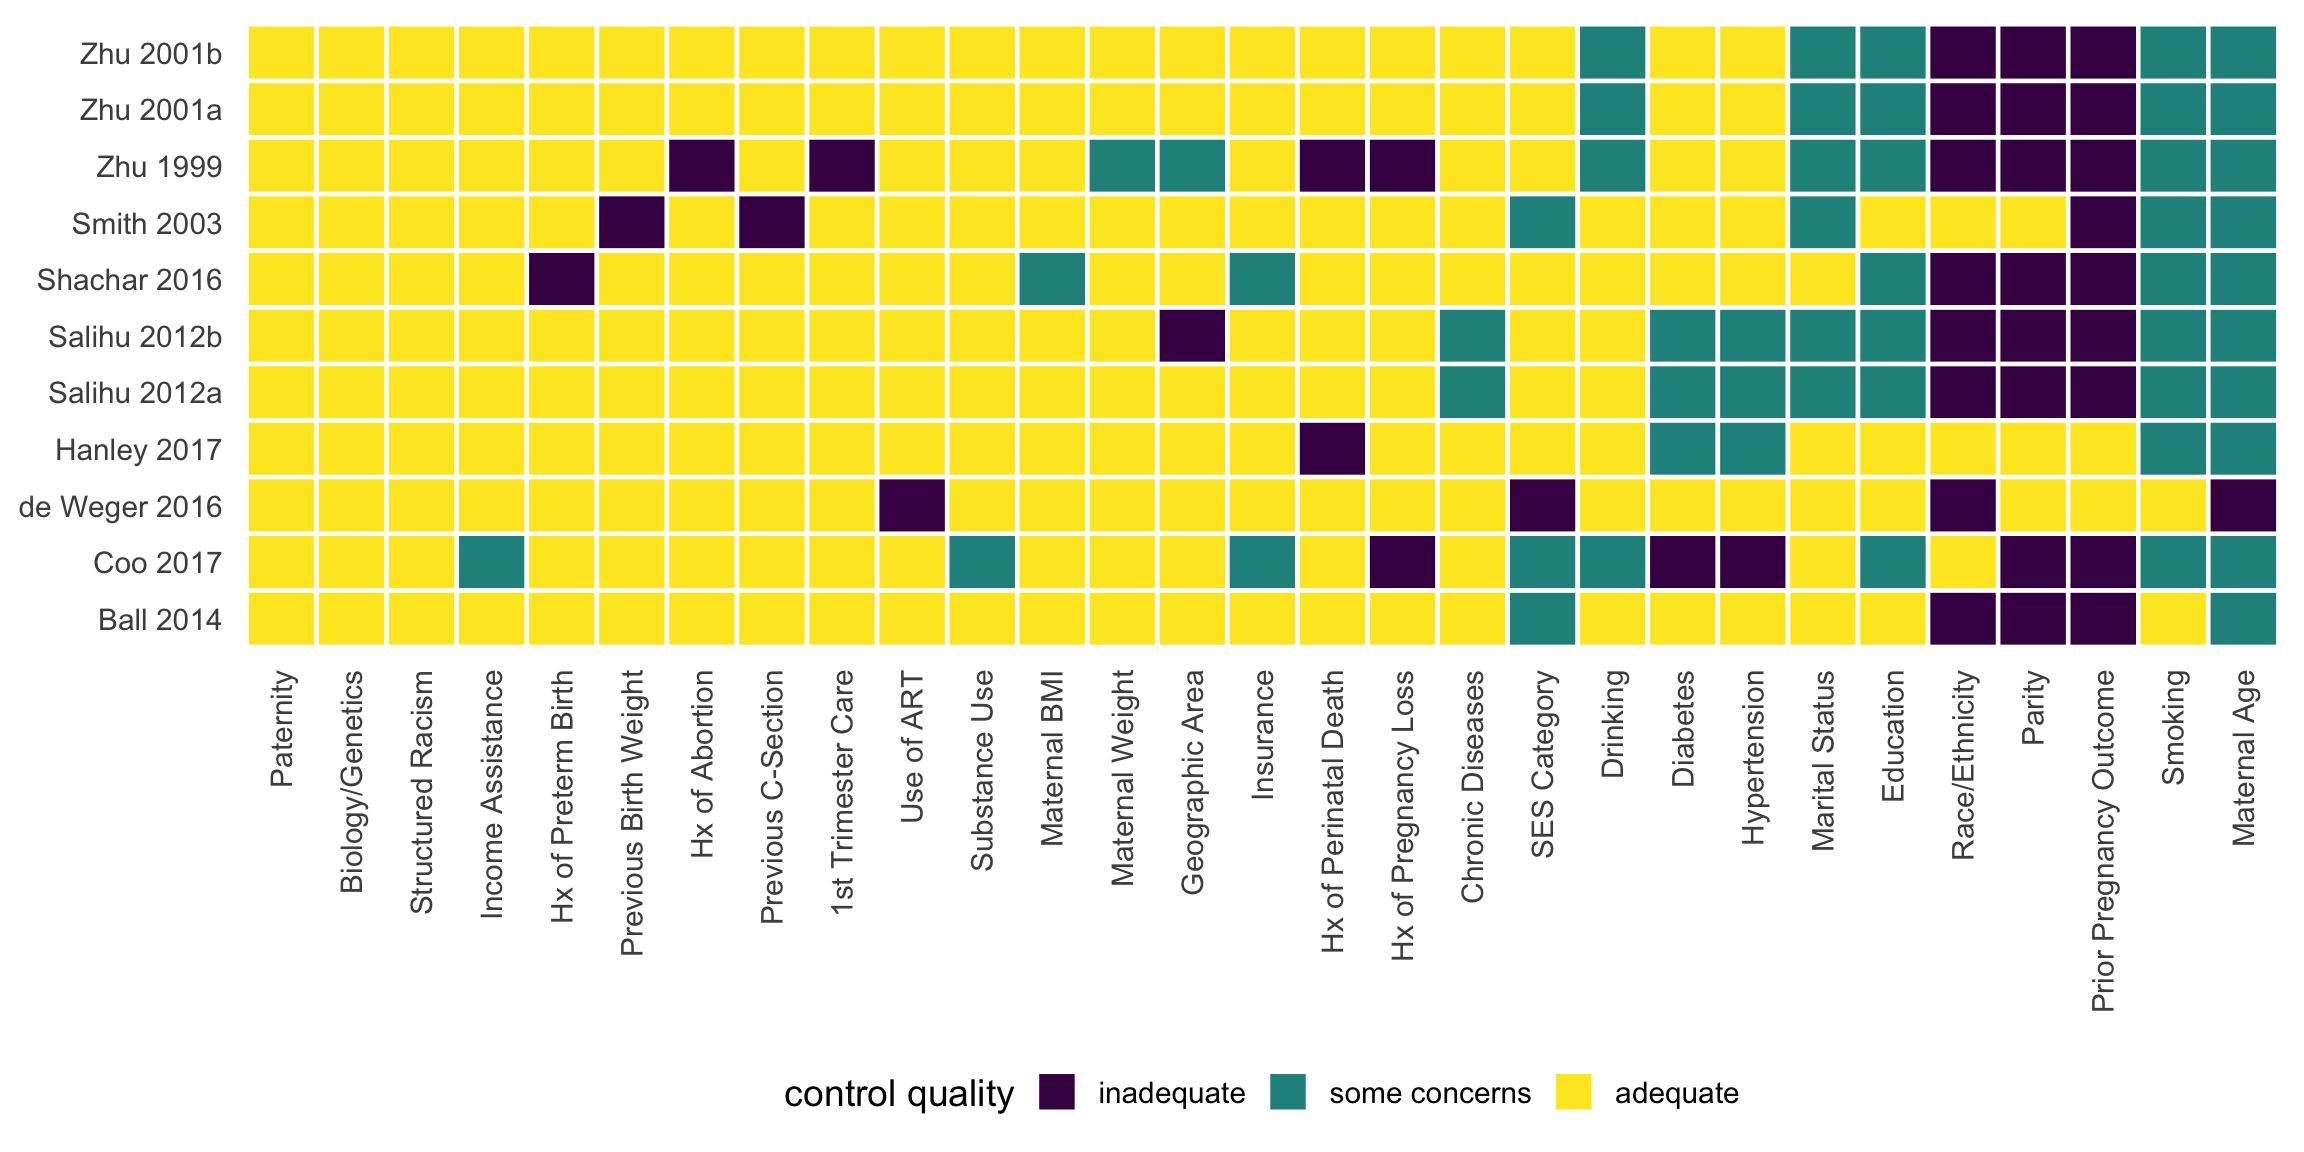 Zhu 2001b
Zhu 2001a
Zhu 1999
Smith 2003
Shachar 2016
Salihu 2012b
Salihu 2012a
Hanley 2017
de Weger 2016
Coo 2017
Ball 2014
Paternity
Biology/Genetics
Structured Racism
Income Assistance
Hx of Preterm Birth
Previous Birth Weight
Hx of Abortion
Previous C-Section
1st Trimester Care
Use of ART
Substance Use
Maternal BMI
Maternal Weight
Geographic Area
Insurance
Hx of Perinatal Death
Hx of Pregnancy Loss
Chronic Diseases
SES Category
Drinking
Diabetes
Hypertension
Marital Status
Education
Race/Ethnicity
Parity
Prior Pregnancy Outcome
Smoking
Maternal Age
control quality inadequate some concerns adequate